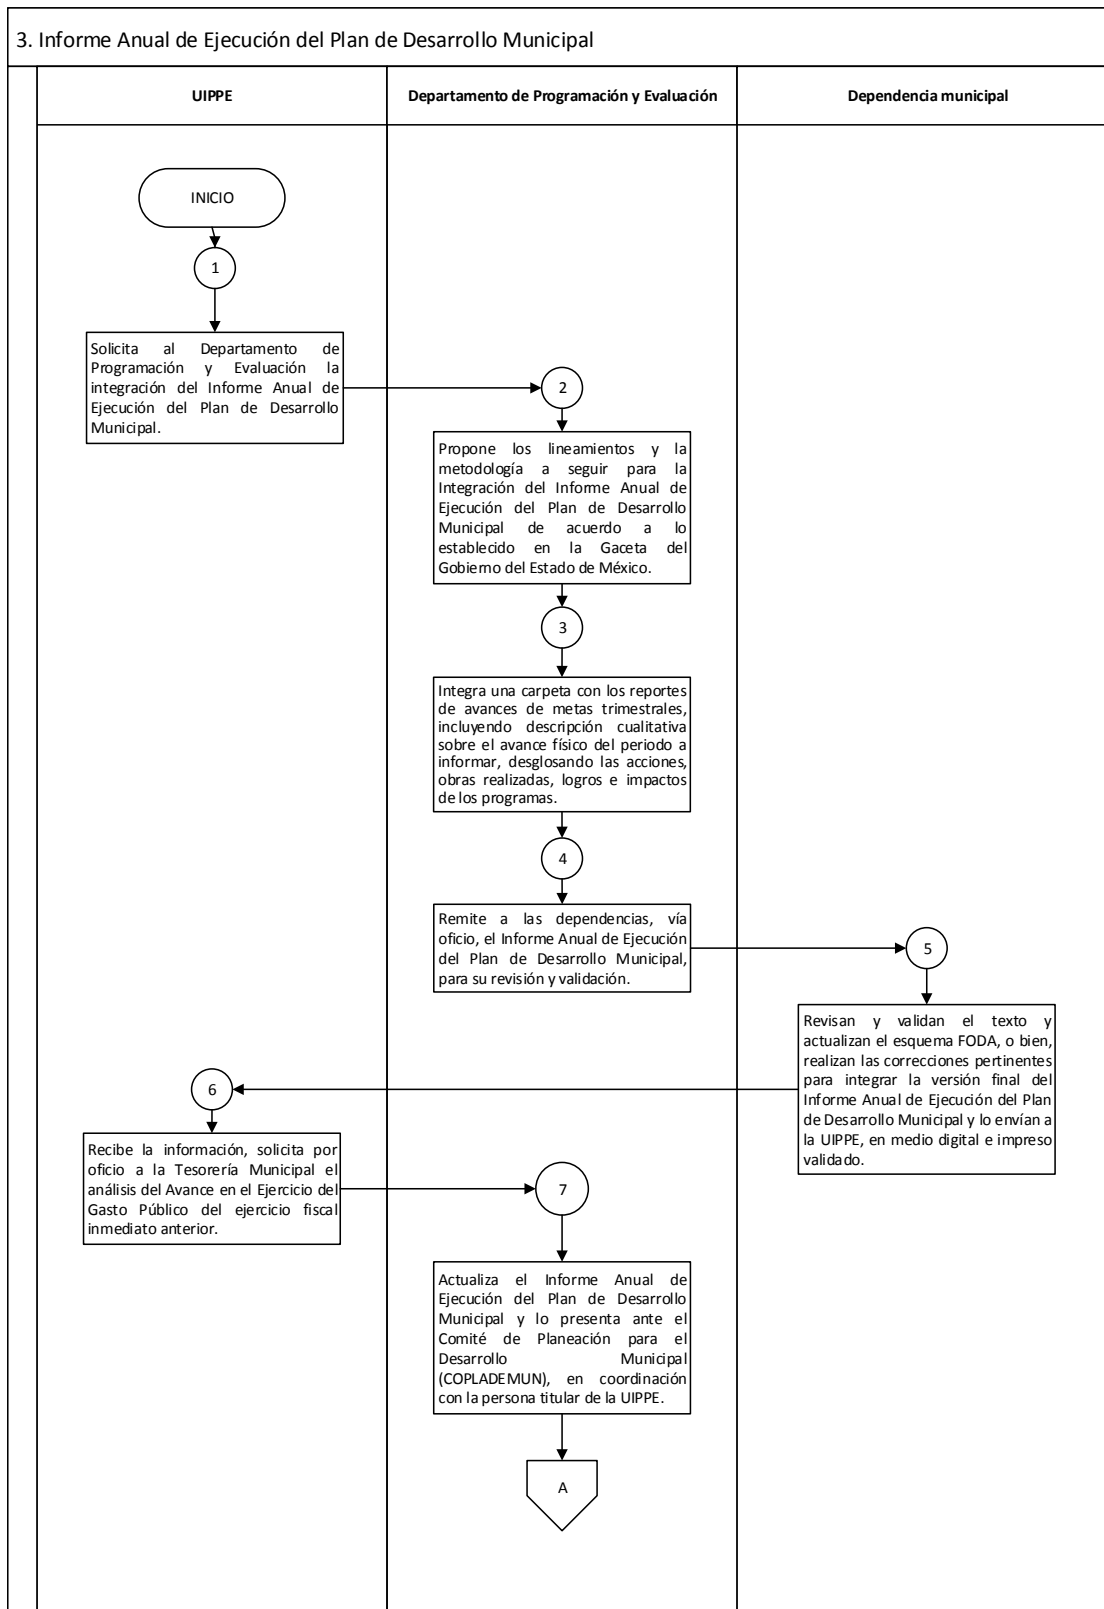 3. Informe Anual de Ejecución del Plan de Desarrollo Municipal
UIPPE
Departamento de Programación y Evaluación
Dependencia municipal
INICIO
1
Solicita al Departamento de
Programación y Evaluación la
integración del Informe Anual de
Ejecución del Plan de Desarrollo
Municipal.
2
Propone los lineamientos y la
metodología a seguir para la
Integración del Informe Anual de
Ejecución del Plan de Desarrollo
Municipal de acuerdo a lo
establecido en la Gaceta del
Gobierno del Estado de México.
3
Integra una carpeta con los reportes
de avances de metas trimestrales,
incluyendo descripción cualitativa
sobre el avance físico del periodo a
informar, desglosando las acciones,
obras realizadas, logros e impactos
de los programas.
4
Remite a las dependencias, vía
oficio, el Informe Anual de Ejecución
del Plan de Desarrollo Municipal,
para su revisión y validación.
5
Revisan y validan el texto y
actualizan el esquema FODA, o bien,
realizan las correcciones pertinentes
para integrar la versión final del
Informe Anual de Ejecución del Plan
de Desarrollo Municipal y lo envían a
la UIPPE, en medio digital e impreso
validado.
6
Recibe la información, solicita por
oficio a la Tesorería Municipal el
análisis del Avance en el Ejercicio del
Gasto Público del ejercicio fiscal
inmediato anterior.
7
Actualiza el Informe Anual de
Ejecución del Plan de Desarrollo
Municipal y lo presenta ante el
Comité de Planeación para el
Desarrollo Municipal
(COPLADEMUN), en coordinación
con la persona titular de la UIPPE.
A